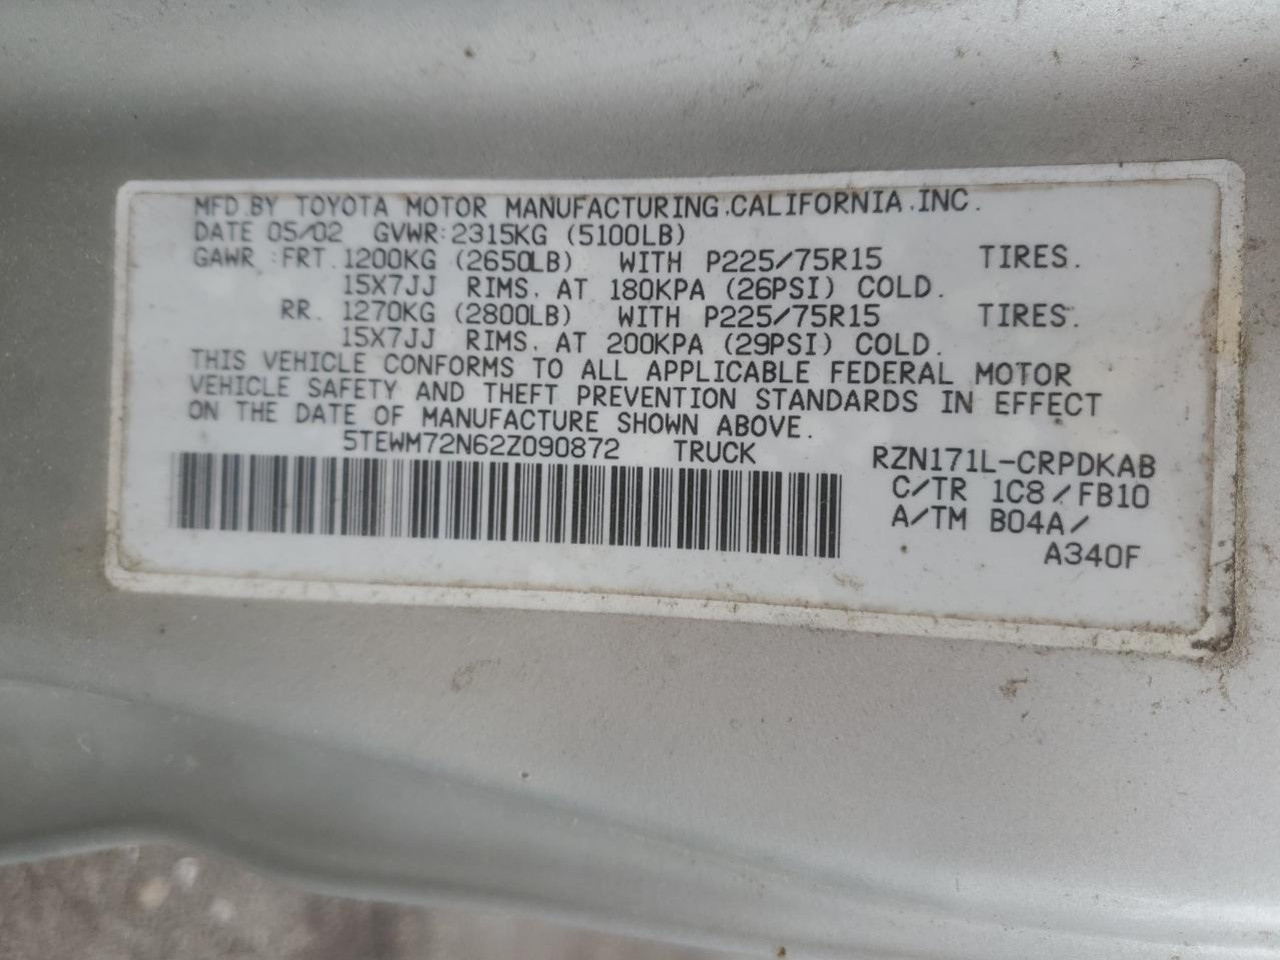 MFD.BY TOYOTA MOTOR MANUFACTURING.CALIFORNIA.INC.
DATE 05/02 GVWR:2315KG (5100LB)
GAWR:FRT.1200KG (2650LB) WITH P225/75R15 TIRES.
15X7JJ RIMS. AT 180KPA (26PSI) COLD.
RR. 1270KG (2800LB) WITH P225/75R15 TIRES.
15X7JJ RIMS. AT 200KPA (29PSI) COLD.
THIS VEHICLE CONFORMS TO ALL APPLICABLE FEDERAL MOTOR
VEHICLE SAFETY AND THEFT PREVENTION STANDARDS IN EFFECT
ON THE DATE OF MANUFACTURE SHOWN ABOVE.
5TEWM72N62Z090872 TRUCK RZN171L-CRPDKAB
C/TR 1C8/FB10
A/TM B04A/
A340F